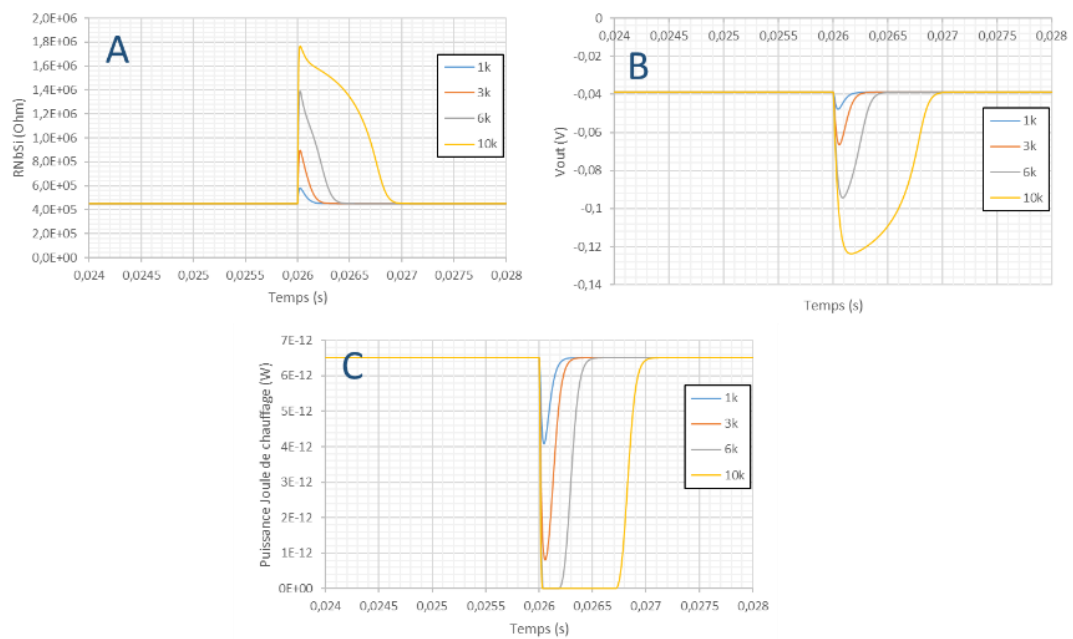 A
2,0E+06
1,8E+06
1,6E+06
1,4E+06
1,2E+06
1,0E+06
8,0E+05
6,0E+05
4,0E+05
2,0E+05
0,0E+00
RNbSi (Ohm)
0,024 0,0245 0,025 0,0255 0,026 0,0265 0,027 0,0275 0,028
Temps (s)
1k
3k
6k
10k
B
0
-0,02
-0,04
-0,06
-0,08
-0,1
-0,12
-0,14
Vout (V)
0,024 0,0245 0,025 0,0255 0,026 0,0265 0,027 0,0275 0,028
Temps (s)
1k
3k
6k
10k
C
7E-12
6E-12
5E-12
4E-12
3E-12
2E-12
1E-12
0E+00
Puissance Joule de chauffage (W)
0,024 0,0245 0,025 0,0255 0,026 0,0265 0,027 0,0275 0,028
Temps (s)
1k
3k
6k
10k